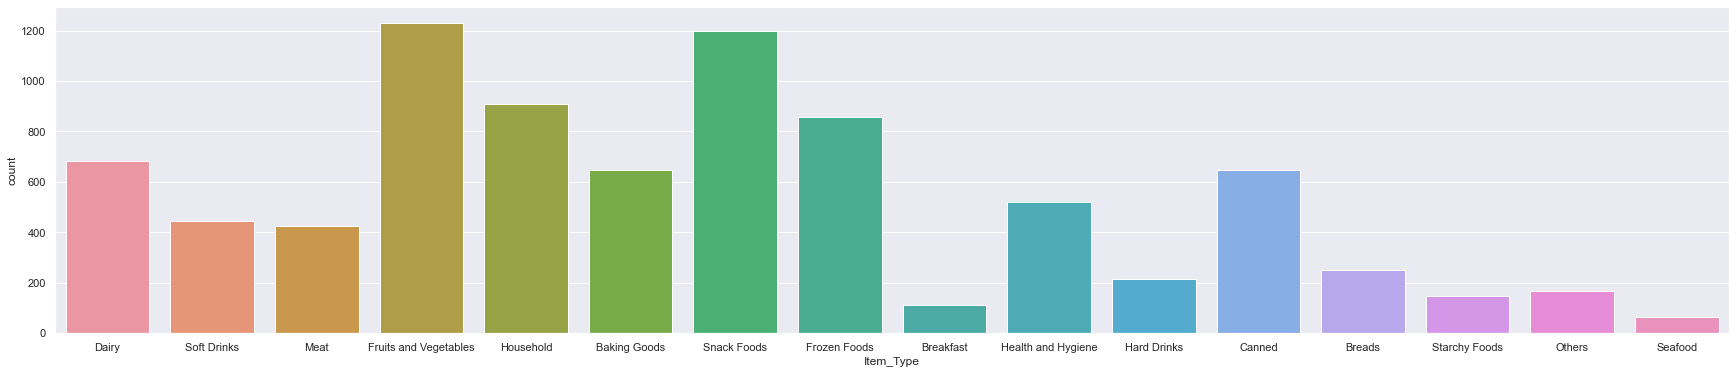 1200
1000
800
600
400
200
0
count
Dairy Soft Drinks Meat Fruits and Vegetables Household Baking Goods Snack Foods Frozen Foods Breakfast Health and Hygiene Hard Drinks Canned Breads Starchy Foods Others Seafood
Item_Type